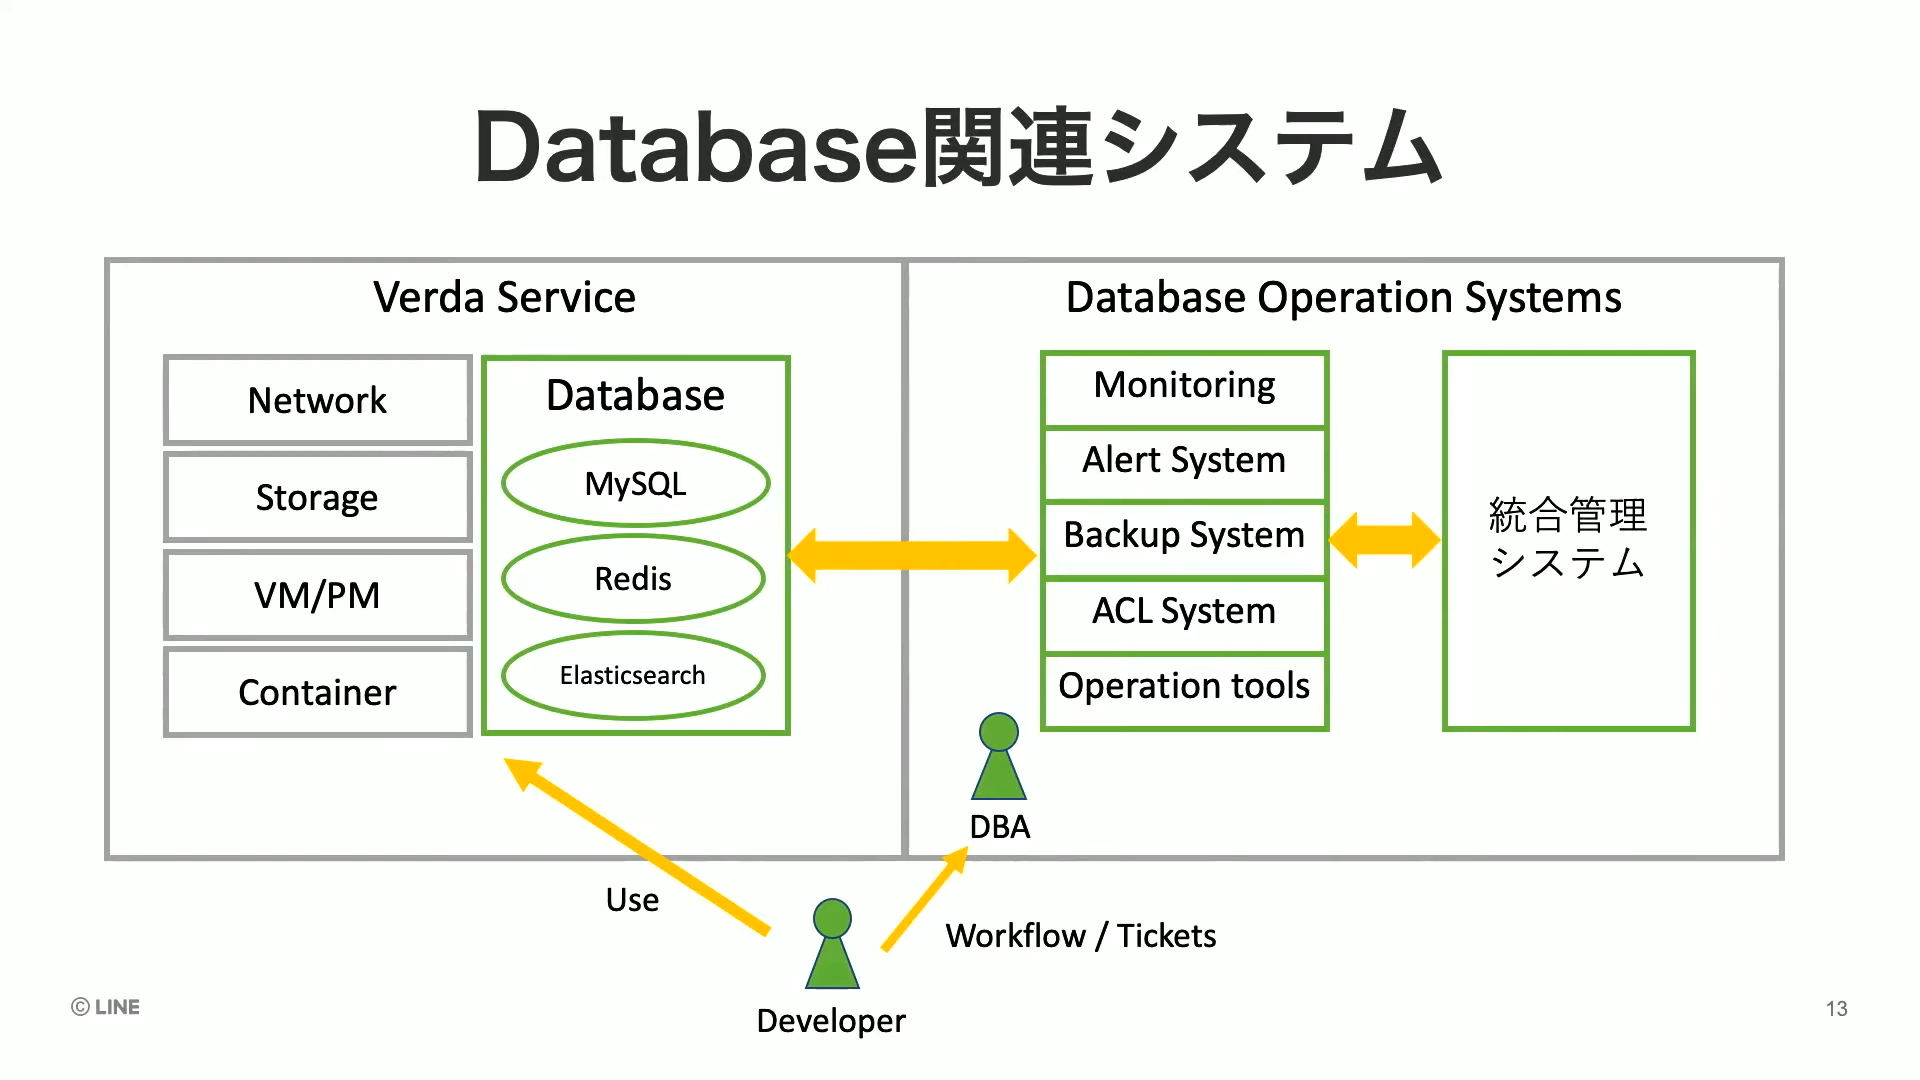 Database関連システム
Verda Service
Network
Storage
VM/PM
Container
Database
MySQL
Redis
Elasticsearch
Database Operation Systems
Monitoring
Alert System
Backup System
ACL System
Operation tools
統合管理
システム
DBA
Use
Workflow / Tickets
Developer
© LINE
13